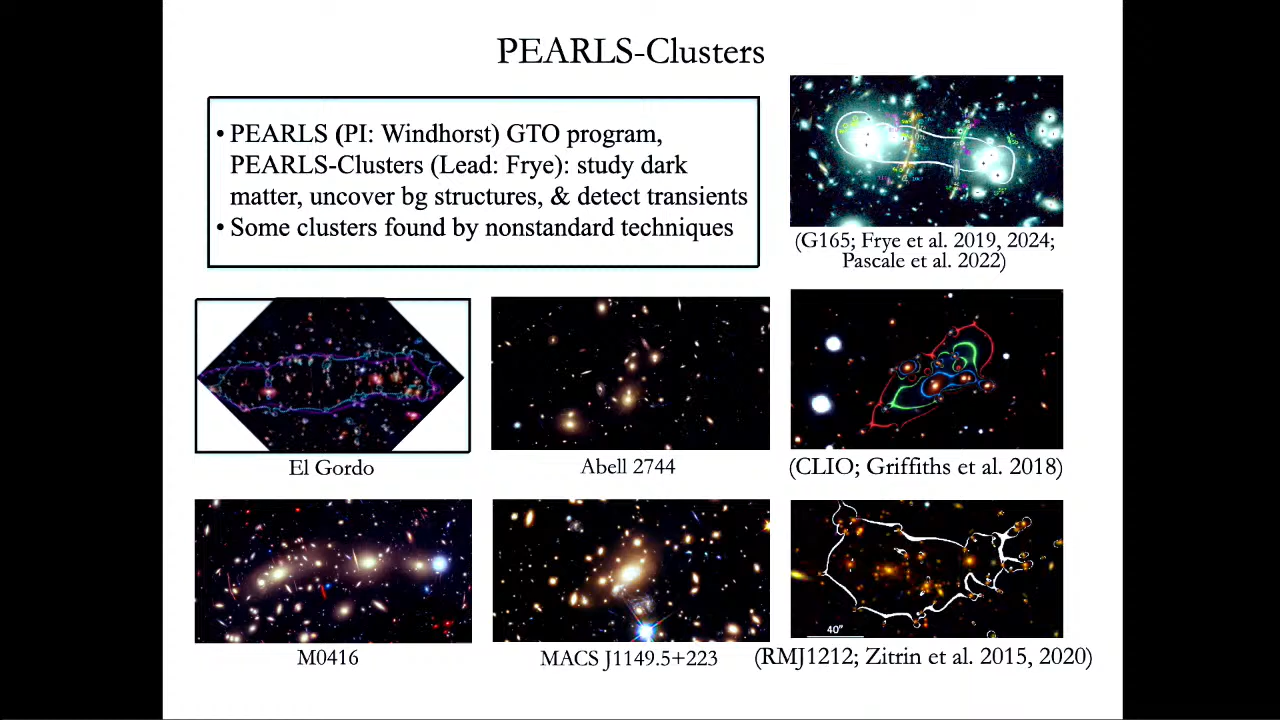 PEARLS-Clusters
• PEARLS (PI: Windhorst) GTO program,
PEARLS-Clusters (Lead: Frye): study dark
matter, uncover bg structures, & detect transients
• Some clusters found by nonstandard techniques
(G165; Frye et al. 2019, 2024;
Pascale et al. 2022)
El Gordo
Abell 2744
(CLIO; Griffiths et al. 2018)
40"
M0416
MACS J1149.5+223
(RMJ1212; Zitrin et al. 2015, 2020)